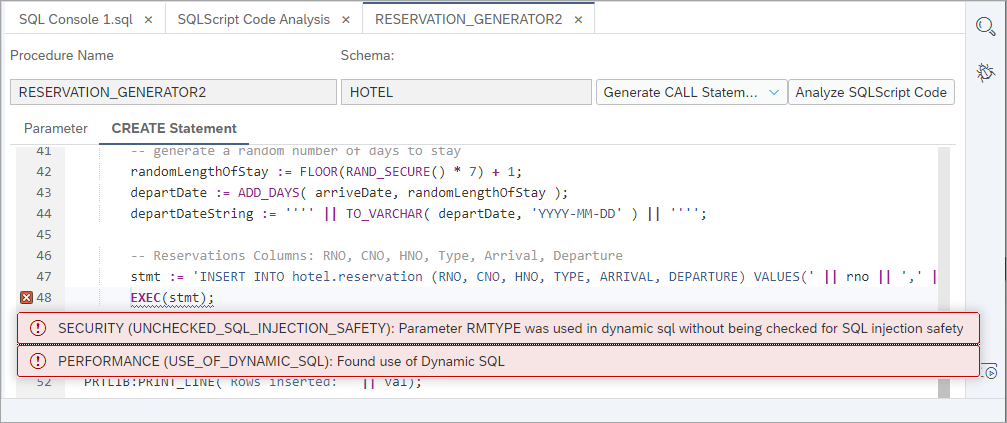 SQL Console 1.sql × SQLScript Code Analysis × RESERVATION_GENERATOR2 ×
Procedure Name Schema:
RESERVATION_GENERATOR2 HOTEL Generate CALL Statem... Analyze SQLScript Code
Parameter CREATE Statement
41 -- generate a random number of days to stay
42 randomLengthOfStay := FLOOR(RAND_SECURE() * 7) + 1;
43 departDate := ADD_DAYS( arriveDate, randomLengthOfStay );
44 departDateString := '''' || TO_VARCHAR( departDate, 'YYYY-MM-DD' ) || '''';
45
46 -- Reservations Columns: RNO, CNO, HNO, Type, Arrival, Departure
47 stmt := 'INSERT INTO hotel.reservation (RNO, CNO, HNO, TYPE, ARRIVAL, DEPARTURE) VALUES(' || rno || ',' |
48 EXEC(stmt);
SECURITY (UNCHECKED_SQL_INJECTION_SAFETY): Parameter RMTYPE was used in dynamic sql without being checked for SQL injection safety
PERFORMANCE (USE_OF_DYNAMIC_SQL): Found use of Dynamic SQL
52 PRTLIB:PRINT_LINE( Rows inserted: || val);